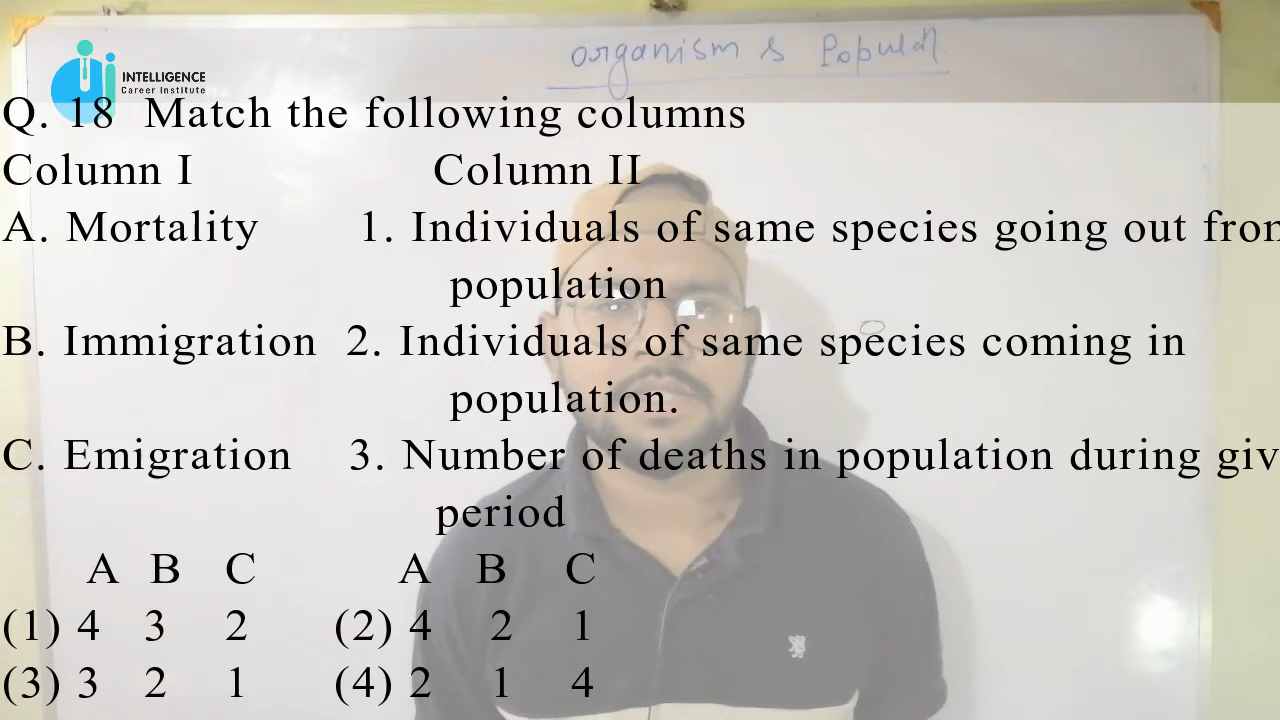 organism & Populⁿ.
INTELLIGENCE
Career Institute
Q. 18 Match the following columns
Column I Column II
A. Mortality 1. Individuals of same species going out from
population
B. Immigration 2. Individuals of same species coming in
population.
C. Emigration 3. Number of deaths in population during giv
period
A B C A B C
(1) 4 3 2 (2) 4 2 1
(3) 3 2 1 (4) 2 1 4